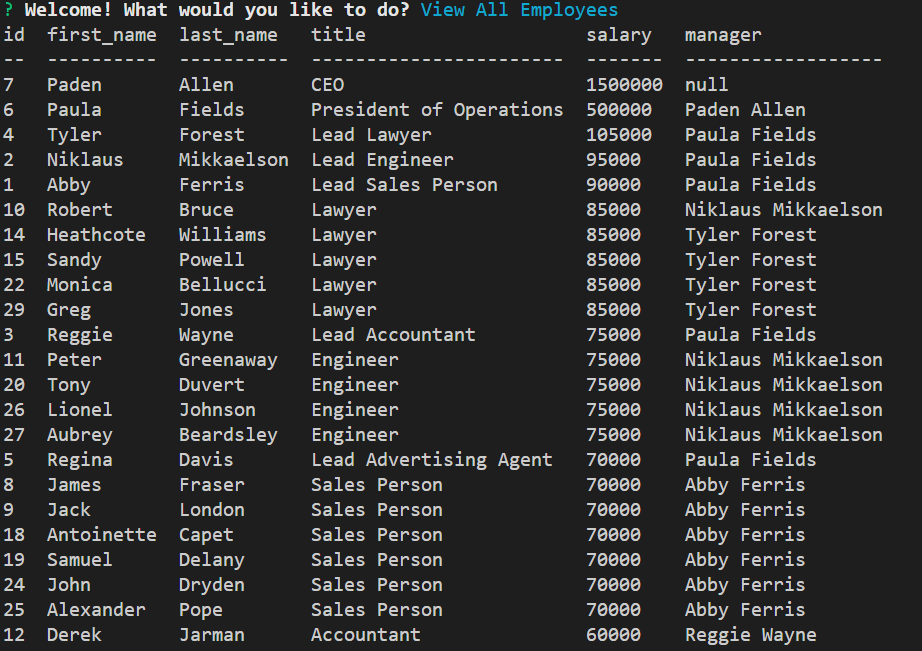 ? Welcome! What would you like to do? View All Employees
id  first_name  last_name   title                    salary   manager
--  ----------  ----------  -----------------------  -------  ------------------
7   Paden       Allen       CEO                      1500000  null
6   Paula       Fields      President of Operations  500000   Paden Allen
4   Tyler       Forest      Lead Lawyer              105000   Paula Fields
2   Niklaus     Mikkaelson  Lead Engineer            95000    Paula Fields
1   Abby        Ferris      Lead Sales Person        90000    Paula Fields
10  Robert      Bruce       Lawyer                   85000    Niklaus Mikkaelson
14  Heathcote   Williams    Lawyer                   85000    Tyler Forest
15  Sandy       Powell      Lawyer                   85000    Tyler Forest
22  Monica      Bellucci    Lawyer                   85000    Tyler Forest
29  Greg        Jones       Lawyer                   85000    Tyler Forest
3   Reggie      Wayne       Lead Accountant          75000    Paula Fields
11  Peter       Greenaway   Engineer                 75000    Niklaus Mikkaelson
20  Tony        Duvert      Engineer                 75000    Niklaus Mikkaelson
26  Lionel      Johnson     Engineer                 75000    Niklaus Mikkaelson
27  Aubrey      Beardsley   Engineer                 75000    Niklaus Mikkaelson
5   Regina      Davis       Lead Advertising Agent   70000    Paula Fields
8   James       Fraser      Sales Person             70000    Abby Ferris
9   Jack        London      Sales Person             70000    Abby Ferris
18  Antoinette  Capet       Sales Person             70000    Abby Ferris
19  Samuel      Delany      Sales Person             70000    Abby Ferris
24  John        Dryden      Sales Person             70000    Abby Ferris
25  Alexander   Pope        Sales Person             70000    Abby Ferris
12  Derek       Jarman      Accountant               60000    Reggie Wayne